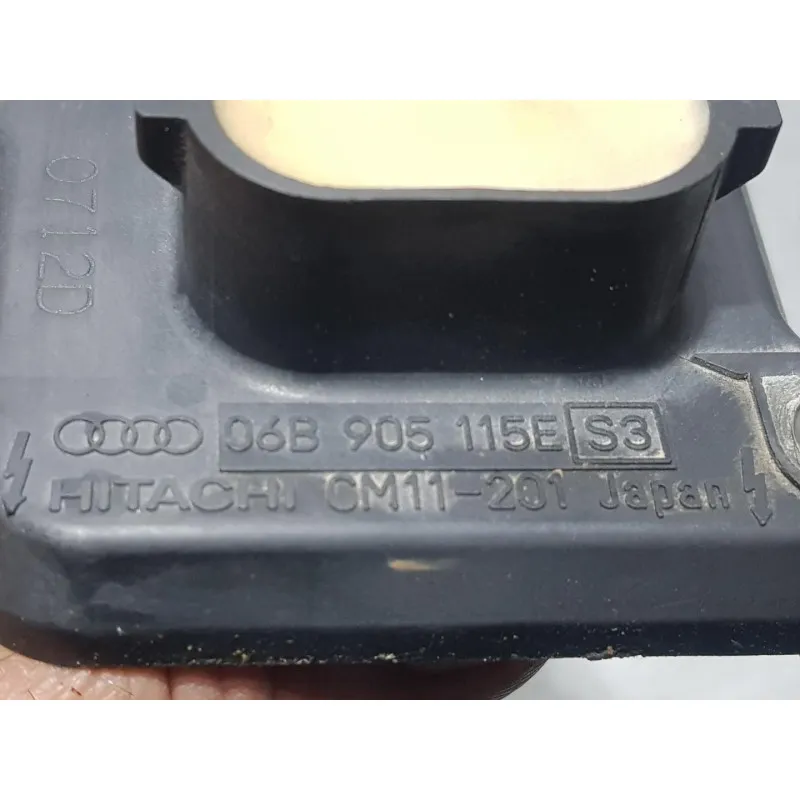 0712D
06B 905 115E S3
HITACHI CM11-201 Japan